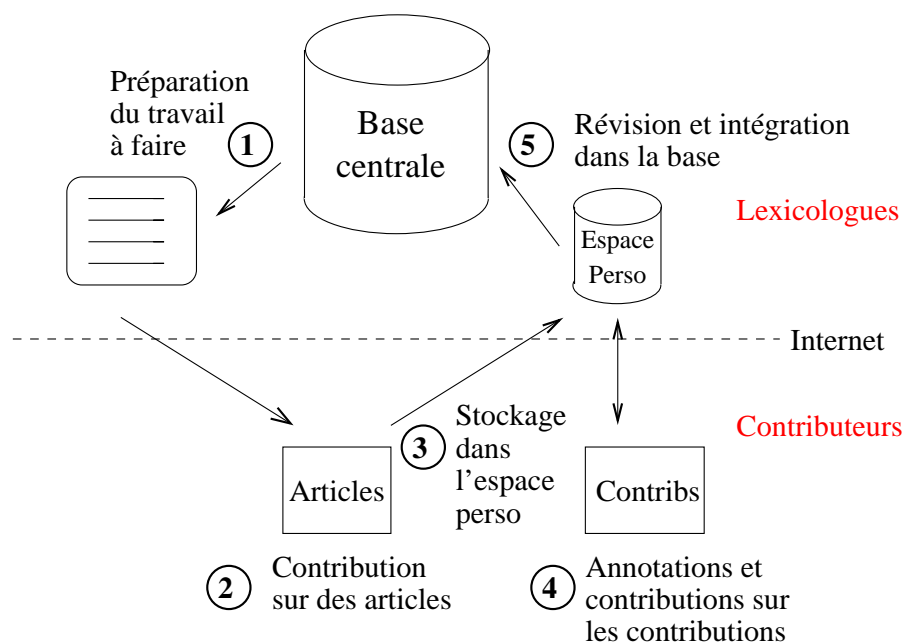 Préparation
du travail
à faire
1
Base
centrale
5
Révision et intégration
dans la base
Lexicologues
Espace
Perso
Internet
Contributeurs
Articles
3
Stockage
dans
l'espace
perso
Contribs
2
Contribution
sur des articles
4
Annotations et
contributions sur
les contributions